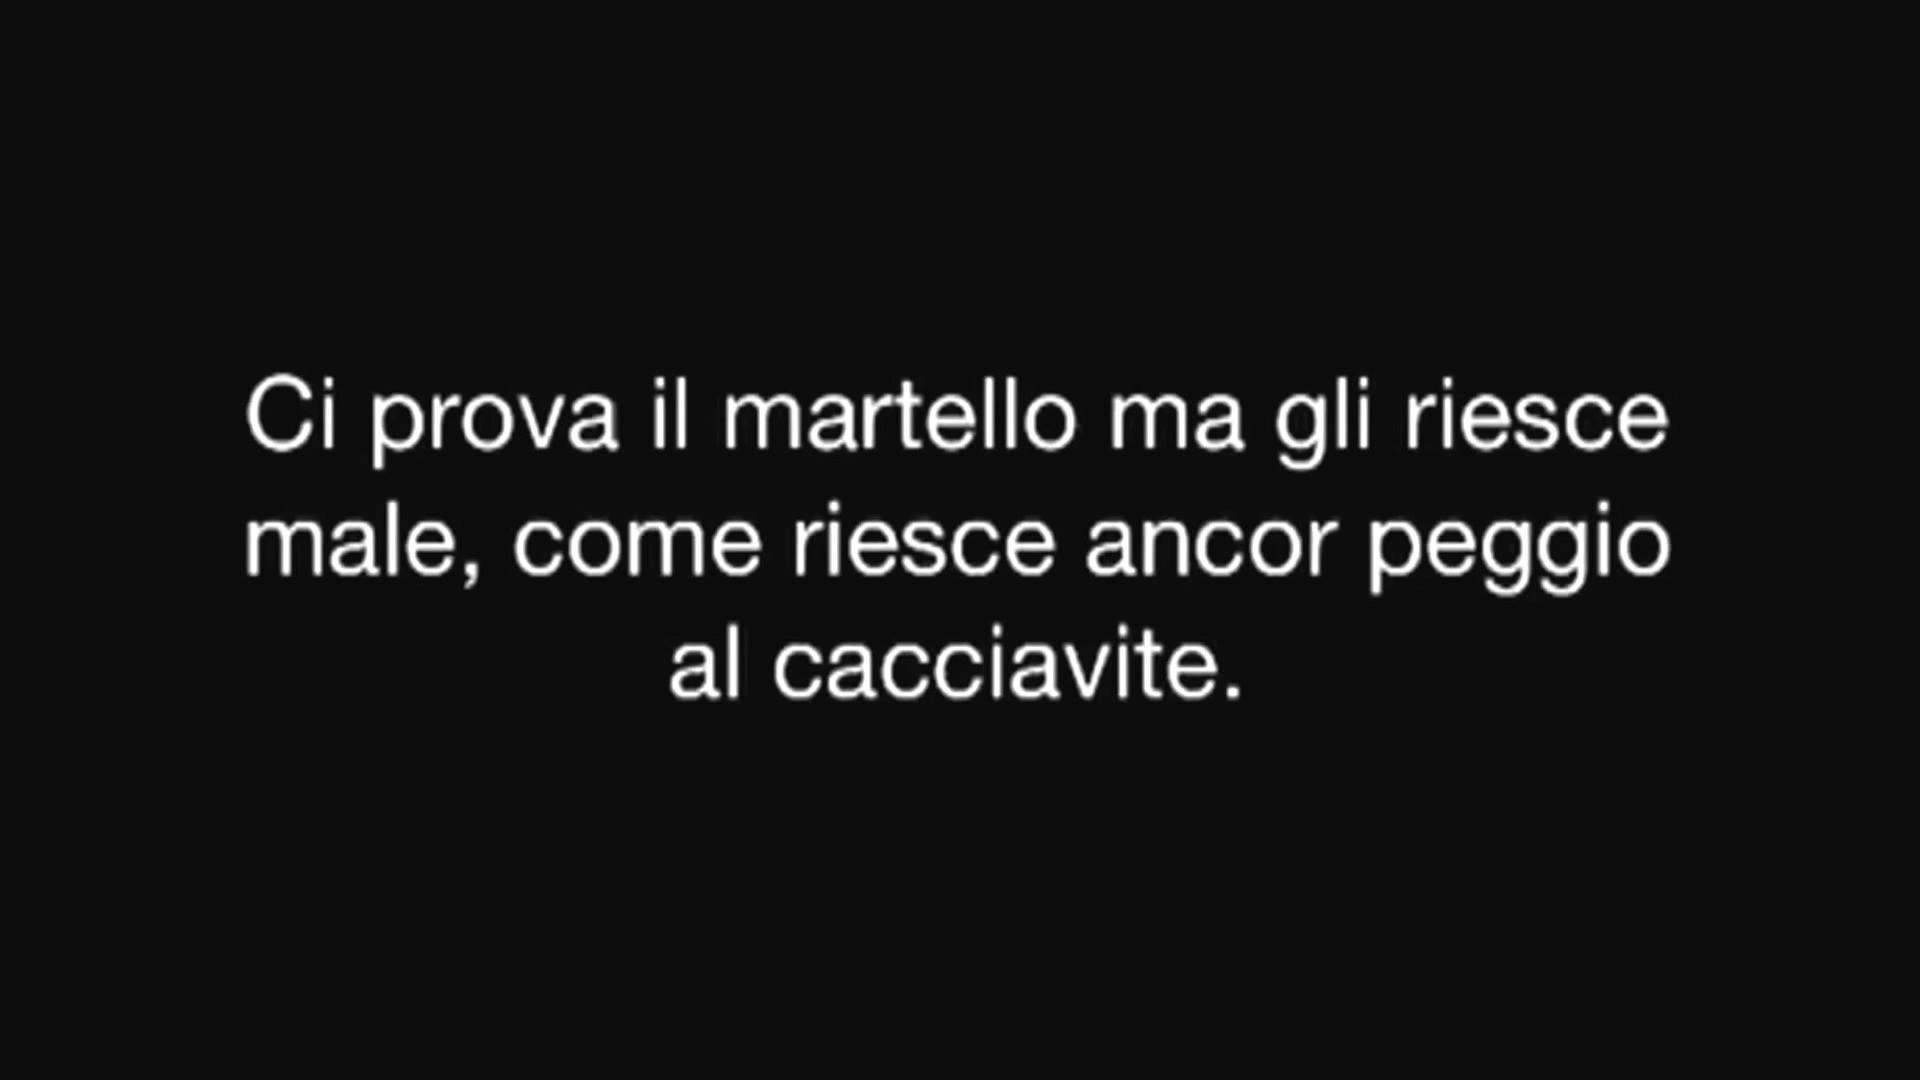 Ci prova il martello ma gli riesce
male, come riesce ancor peggio
al cacciavite.